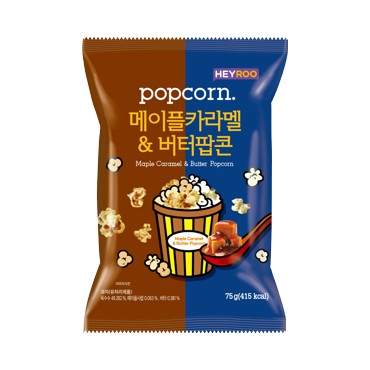 HEYROO
popcorn.
메이플카라멜
& 버터팝콘
Maple Caramel & Butter Popcorn
Maple Caramel
& Butter Popcorn
75g(415 kcal)